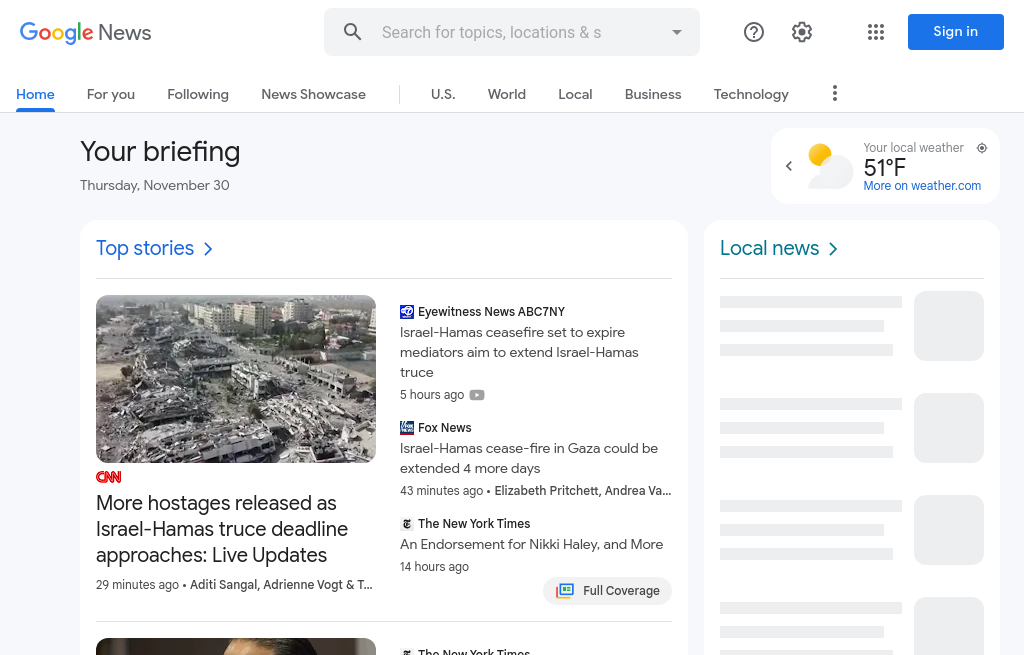 Google News
Search for topics, locations & s
Sign in
Home
For you
Following
News Showcase
U.S.
World
Local
Business
Technology
Your briefing
Thursday, November 30
Your local weather
51°F
More on weather.com
Top stories
CNN
More hostages released as
Israel-Hamas truce deadline
approaches: Live Updates
29 minutes ago • Aditi Sangal, Adrienne Vogt & T...
Eyewitness News ABC7NY
Israel-Hamas ceasefire set to expire
mediators aim to extend Israel-Hamas
truce
5 hours ago
Fox News
Israel-Hamas cease-fire in Gaza could be
extended 4 more days
43 minutes ago • Elizabeth Pritchett, Andrea Va...
The New York Times
An Endorsement for Nikki Haley, and More
14 hours ago
Full Coverage
The New York Times
Local news